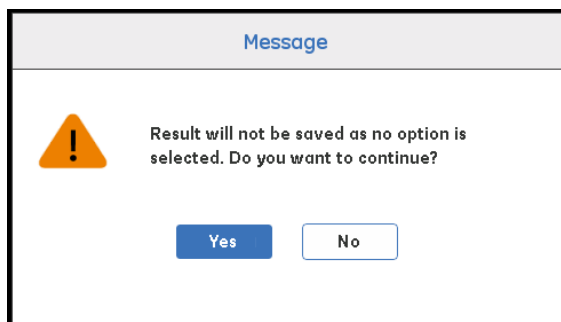 Message
Result will not be saved as no option is
selected. Do you want to continue?
Yes
No